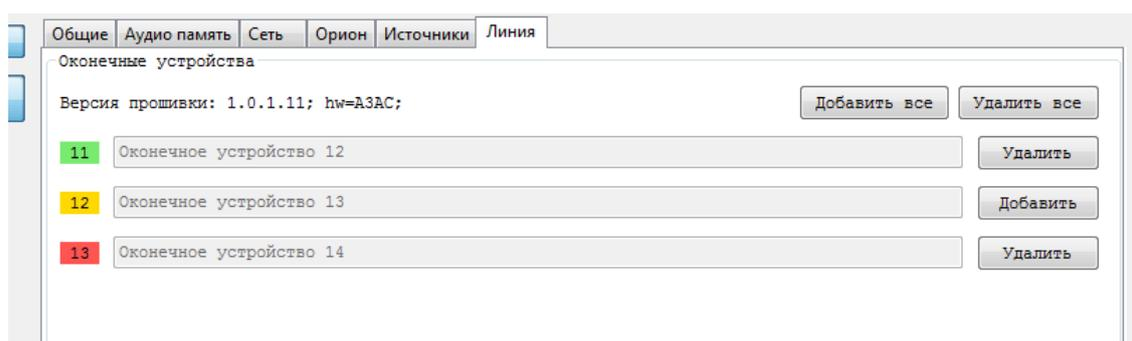 Общие Аудио память Сеть Орион Источники Линия
Оконечные устройства
Версия прошивки: 1.0.1.11; hw=A3AC; Добавить все Удалить все
11 Оконечное устройство 12 Удалить
12 Оконечное устройство 13 Добавить
13 Оконечное устройство 14 Удалить